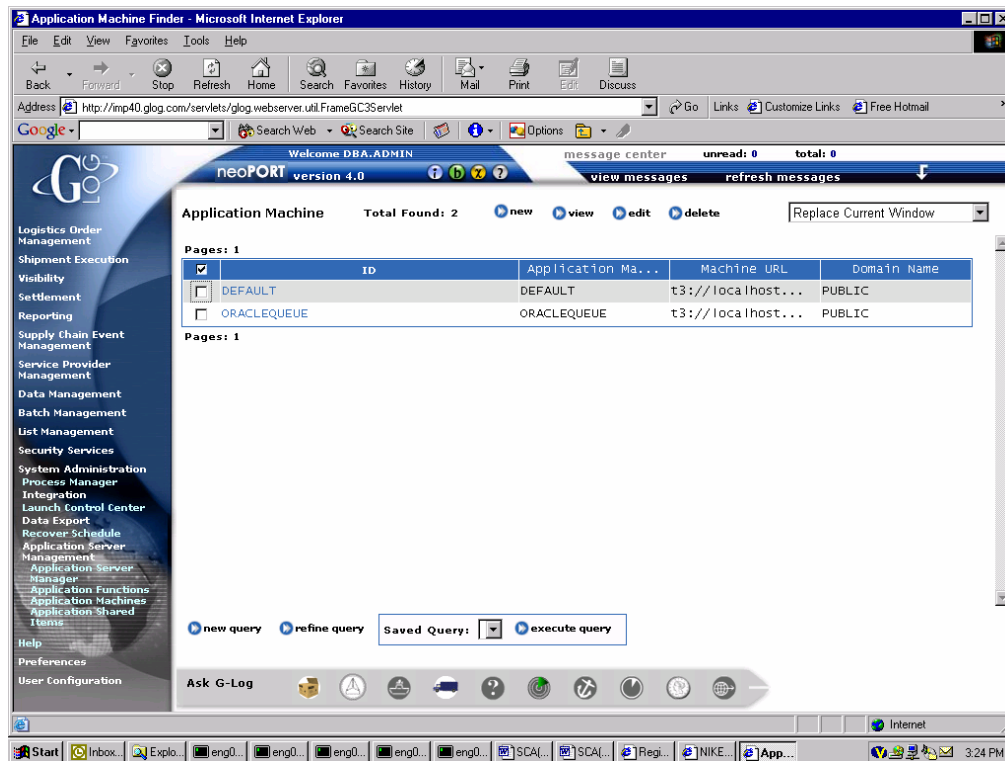 Application Machine Finder - Microsoft Internet Explorer
File Edit View Favorites Tools Help
Back Forward Stop Refresh Home Search Favorites History Mail Print Edit Discuss
Address http://imp40.glog.com/servlets/glog.webserver.util.FrameGC3Servlet Go Links Customize Links Free Hotmail
Google Search Web Search Site Options
Welcome DBA.ADMIN message center unread: 0 total: 0
neoPORT version 4.0 view messages refresh messages
G-Log
Application Machine Total Found: 2 new view edit delete Replace Current Window
Pages: 1
ID Application Ma... Machine URL Domain Name
DEFAULT DEFAULT t3://localhost... PUBLIC
ORACLEQUEUE ORACLEQUEUE t3://localhost... PUBLIC
Pages: 1
Logistics Order
Management
Shipment Execution
Visibility
Settlement
Reporting
Supply Chain Event
Management
Service Provider
Management
Data Management
Batch Management
List Management
Security Services
System Administration
Process Manager
Integration
Launch Control Center
Data Export
Recover Schedule
Application Server
Management
Application Server
Manager
Application Functions
Application Machines
Application Shared
Items
Help
Preferences
User Configuration
new query refine query Saved Query: execute query
Ask G-Log
Internet
Start Inbox... Explo... eng0... eng0... eng0... eng0... eng0... SCA(... SCA(... Regi... NIKE... App... 3:24 PM